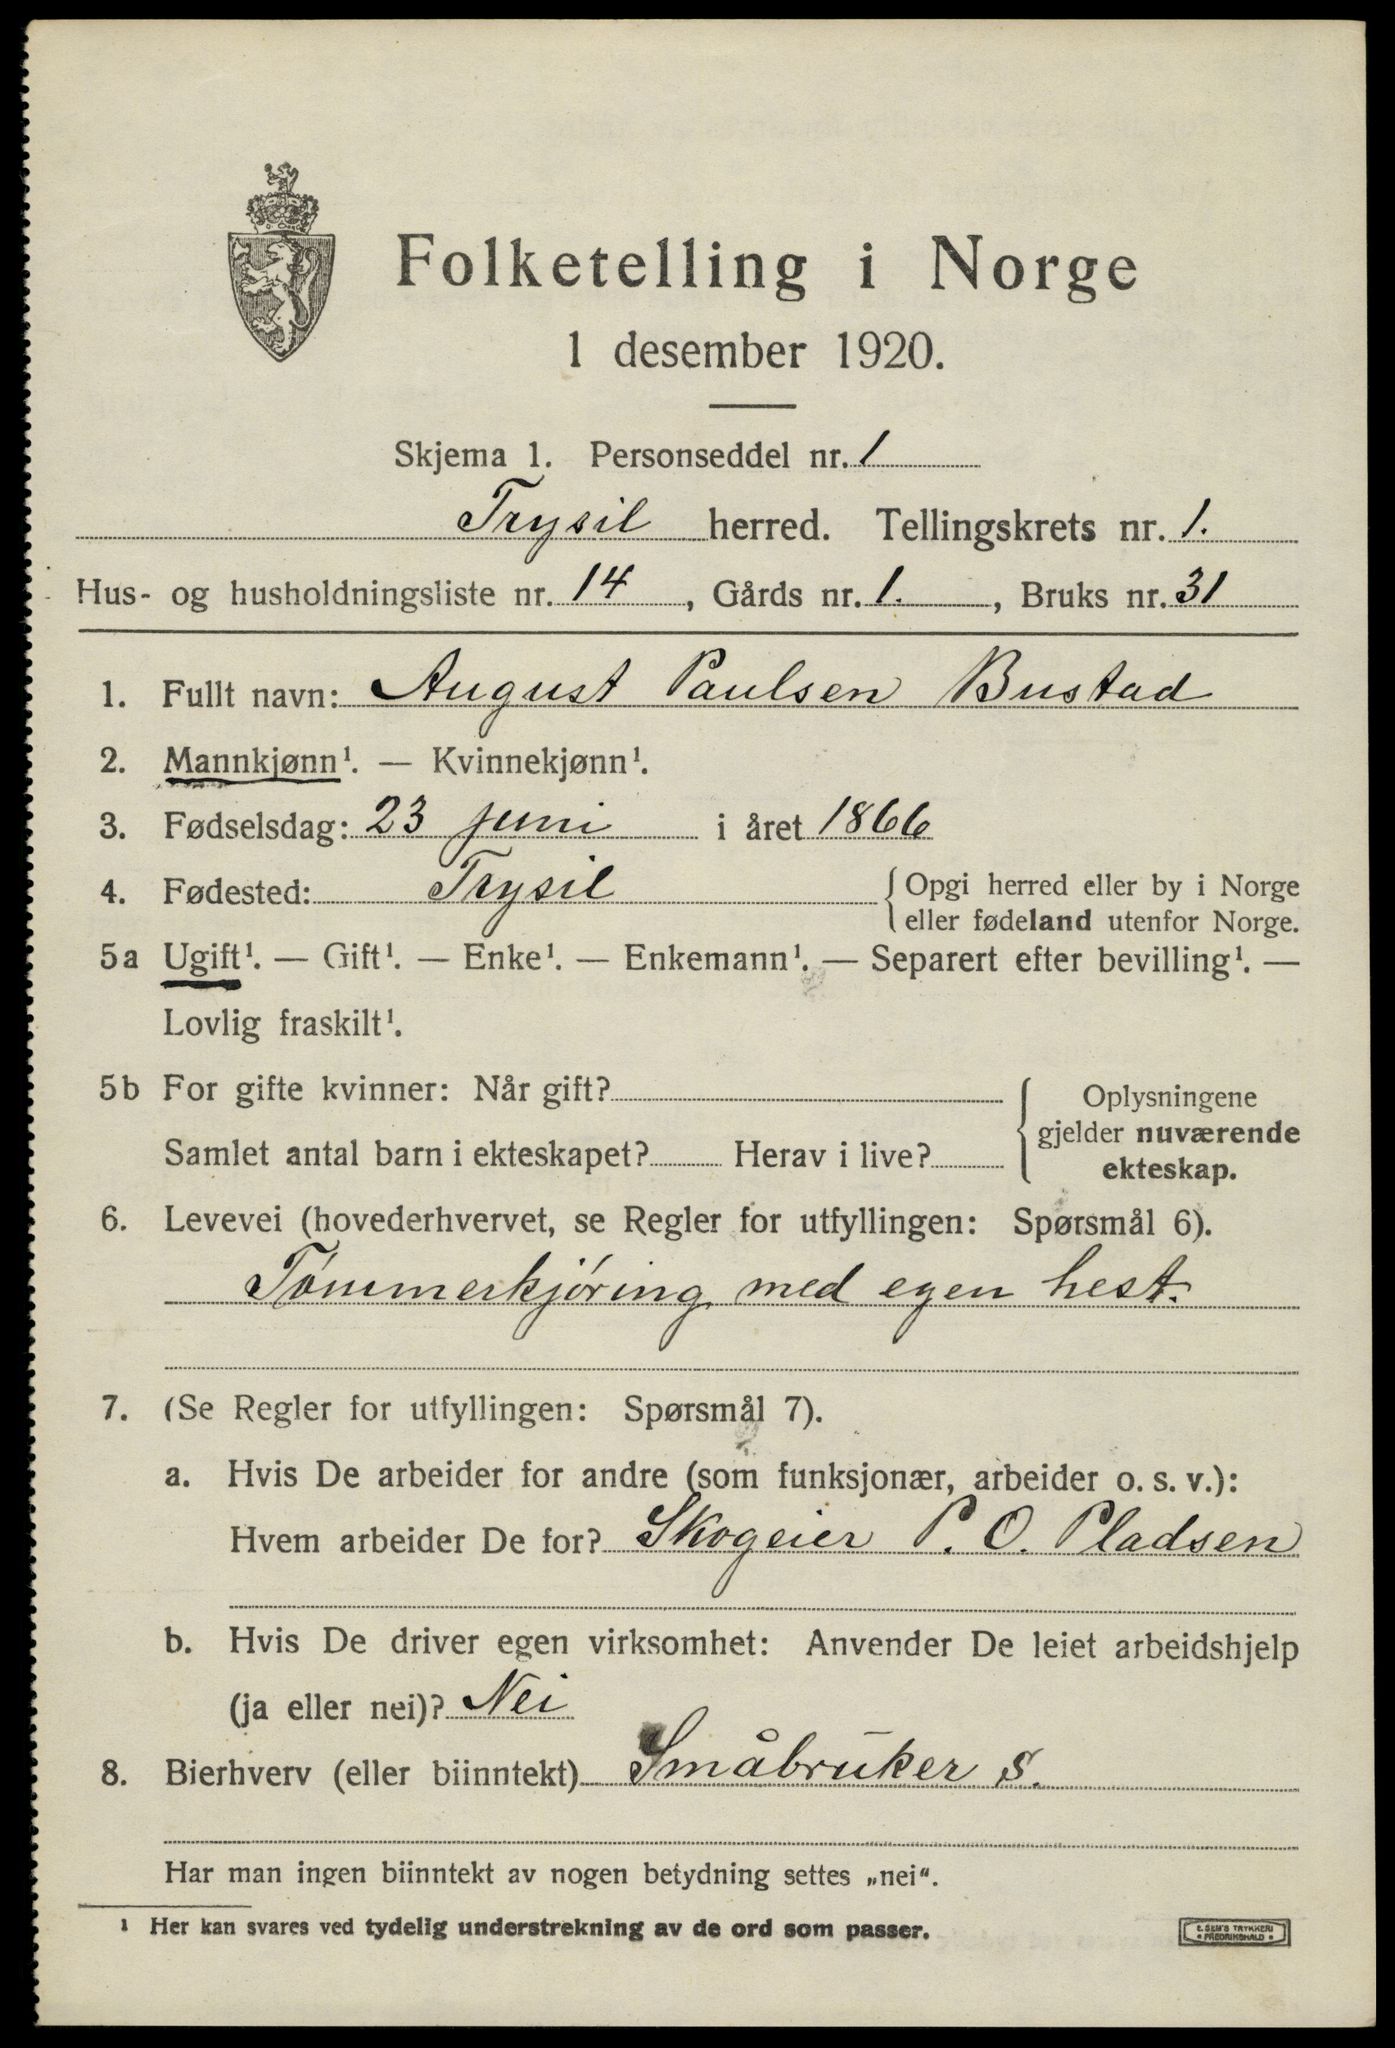 Folketelling i Norge
1 desember 1920.
Skjema 1. Personseddel nr. 1
Trysil herred. Tellingskrets nr. 1.
Hus- og husholdningsliste nr. 14, Gårds nr. 1., Bruks nr. 31
1. Fullt navn: August Paulsen Bustad
2. Mannkjønn¹. — Kvinnekjønn¹.
3. Fødselsdag: 23 juni i året 1866
4. Fødested: Trysil {Opgi herred eller by i Norge
eller fødeland utenfor Norge.
5a Ugift¹. — Gift¹. — Enke¹. — Enkemann¹. — Separert efter bevilling¹. —
Lovlig fraskilt¹.
5b For gifte kvinner: Når gift?
Samlet antal barn i ekteskapet? Herav i live?
Oplysningene
gjelder nuværende
ekteskap.
6. Levevei (hovederhvervet, se Regler for utfyllingen: Spørsmål 6).
Tømmerkjøring med egen hest.
7. (Se Regler for utfyllingen: Spørsmål 7).
a. Hvis De arbeider for andre (som funksjonær, arbeider o. s. v.):
Hvem arbeider De for? Skogeier P. O. Pladsen
b. Hvis De driver egen virksomhet: Anvender De leiet arbeidshjelp
(ja eller nei)? Nei
8. Bierhverv (eller biinntekt) Småbruker S.
Har man ingen biinntekt av nogen betydning settes „nei“.
¹ Her kan svares ved tydelig understrekning av de ord som passer.
E. SEM'S TRYKKERI
• FREDRIKSHALD •